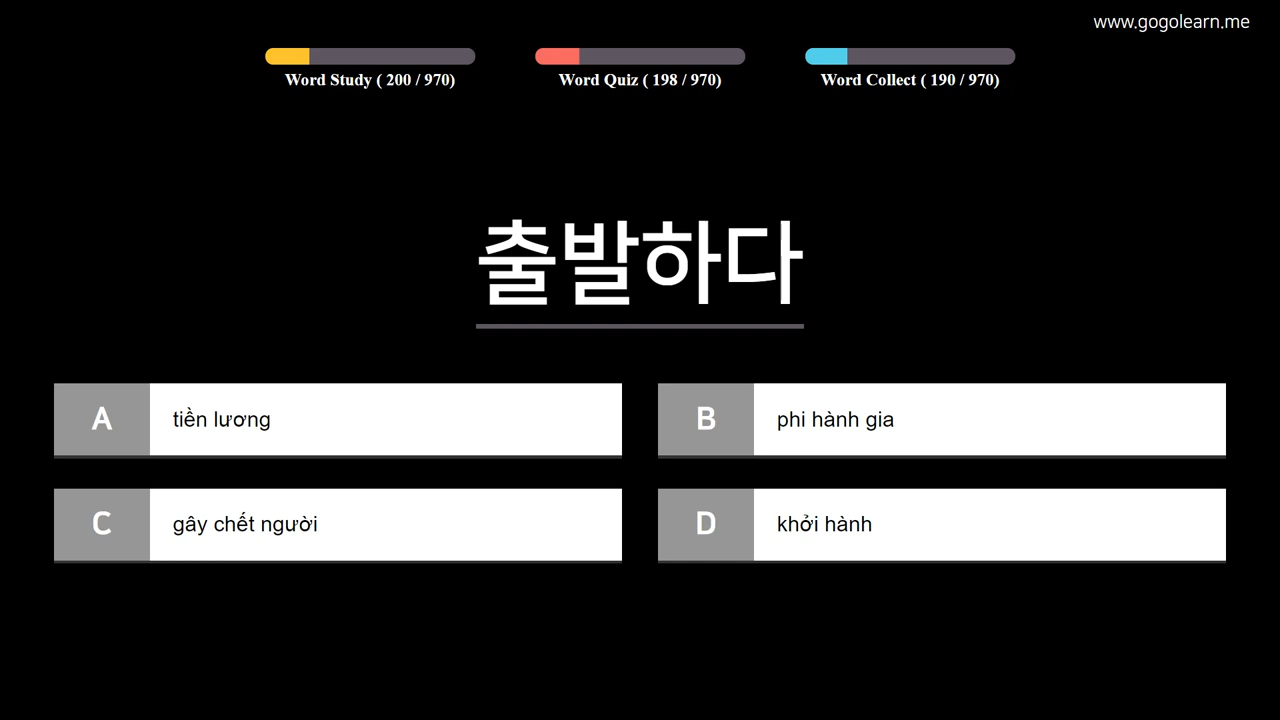 www.gogolearn.me
Word Study ( 200 / 970)
Word Quiz ( 198 / 970)
Word Collect ( 190 / 970)
출발하다
A
tiền lương
B
phi hành gia
C
gây chết người
D
khởi hành